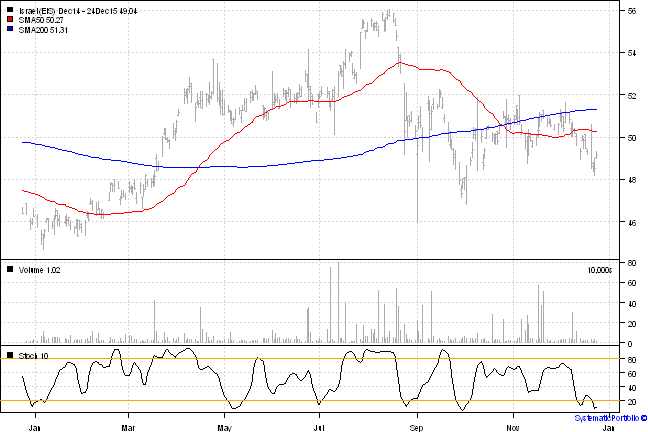 Israel (EIS) Dec14 - 24Dec15 49.04
SMA50 50.27
SMA200 51.31
56
54
52
50
48
46
Volume 1.02
10,000s
80
60
40
20
0
Stoch 10
80
60
40
20
Jan
Mar
May
Jul
Sep
Nov
Jan
SystematicPortfolio ©